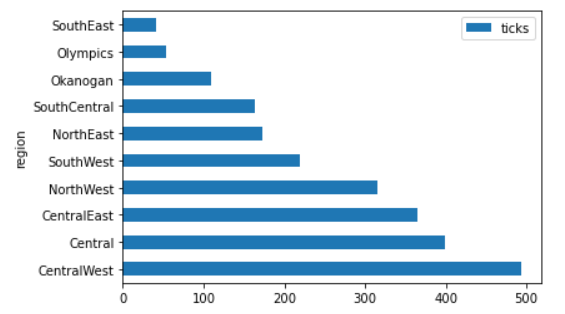 ticks
SouthEast
Olympics
Okanogan
SouthCentral
NorthEast
SouthWest
NorthWest
CentralEast
Central
CentralWest
region
0 100 200 300 400 500